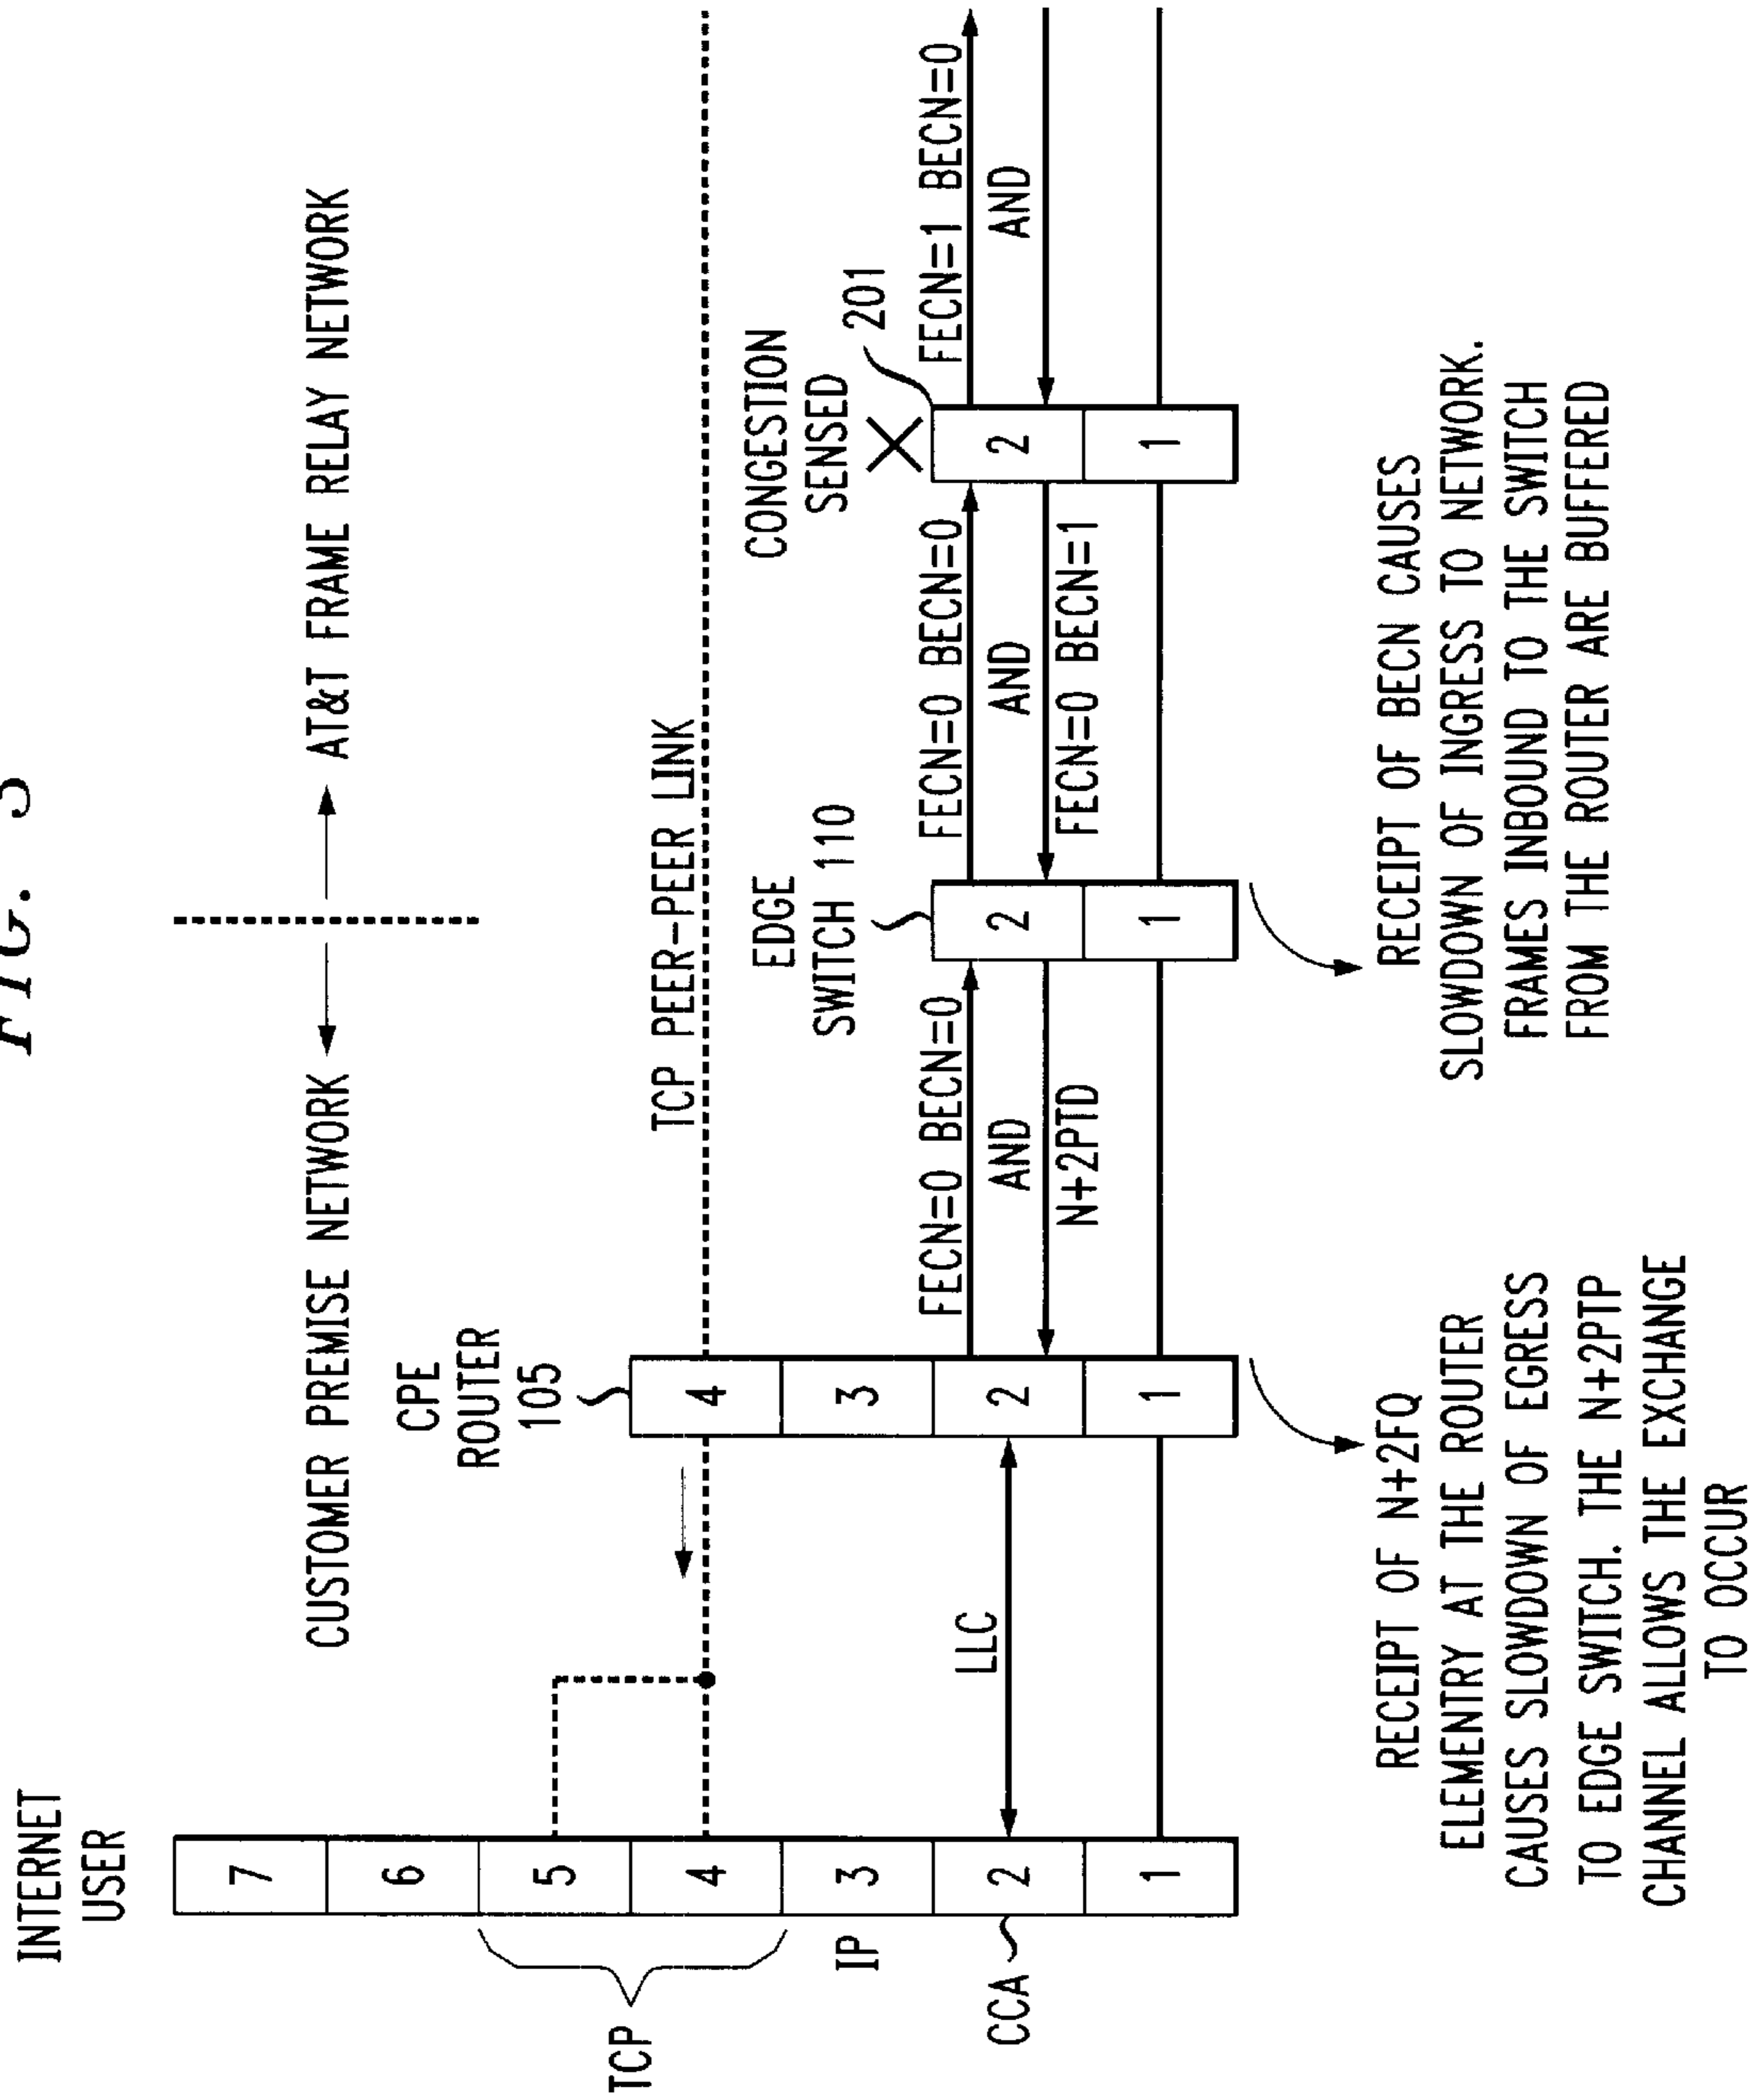 FIG.
INTERNET
USER
CUSTOMER PREMISE NETWORK
AT&T FRAME RELAY NETWORK
7
6
5
4
3
2
1
TCP
IP
CCA
LLC
CPE
ROUTER
105
4
3
2
1
TCP PEER-PEER LINK
FECN=0 BECN=0
AND
N+2PTD
EDGE
SWITCH 110
2
1
FECN=0 BECN=0
AND
FECN=0 BECN=1
CONGESTION
SENSED
201
2
1
FECN=1 BECN=0
AND
RECEIPT OF N+2FQ
ELEMENTRY AT THE ROUTER
CAUSES SLOWDOWN OF EGRESS
TO EDGE SWITCH. THE N+2PTP
CHANNEL ALLOWS THE EXCHANGE
TO OCCUR
RECEIPT OF BECN CAUSES
SLOWDOWN OF INGRESS TO NETWORK.
FRAMES INBOUND TO THE SWITCH
FROM THE ROUTER ARE BUFFERED